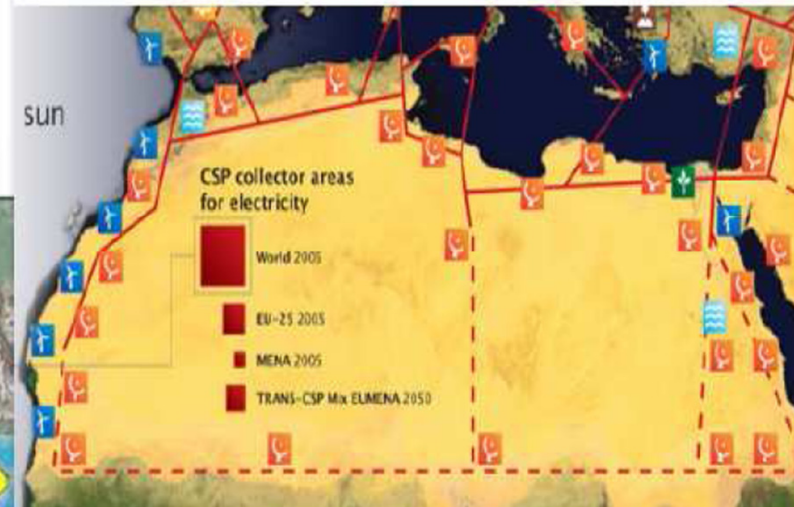 sun
CSP collector areas
for electricity
World 2005
EU-25 2005
MENA 2005
TRANS-CSP Mix EUMENA 2050